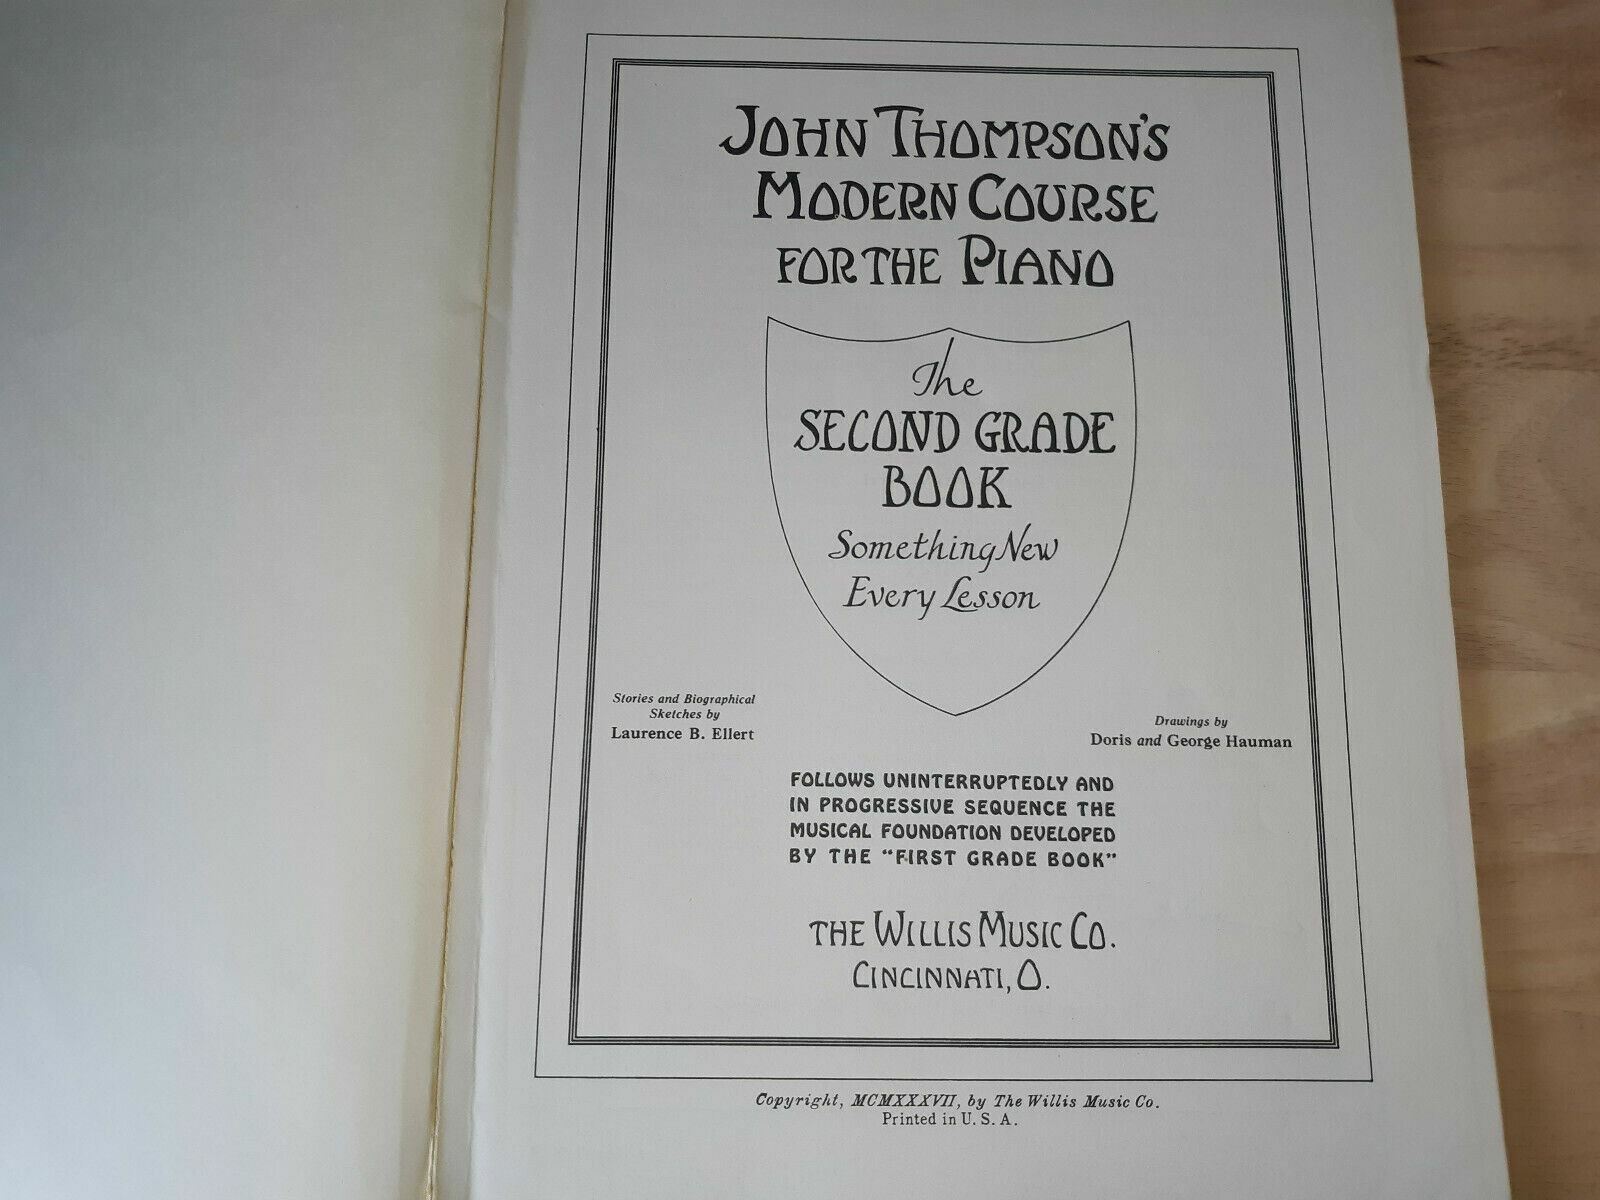 JOHN THOMPSON'S
MODERN COURSE
FOR THE PIANO
The
SECOND GRADE
BOOK
Something New
Every Lesson
Stories and Biographical
Sketches by
Laurence B. Ellert
Drawings by
Doris and George Hauman
FOLLOWS UNINTERRUPTEDLY AND
IN PROGRESSIVE SEQUENCE THE
MUSICAL FOUNDATION DEVELOPED
BY THE "FIRST GRADE BOOK"
THE WILLIS MUSIC CO.
CINCINNATI, O.
Copyright, MCMXXXVII, by The Willis Music Co.
Printed in U. S. A.